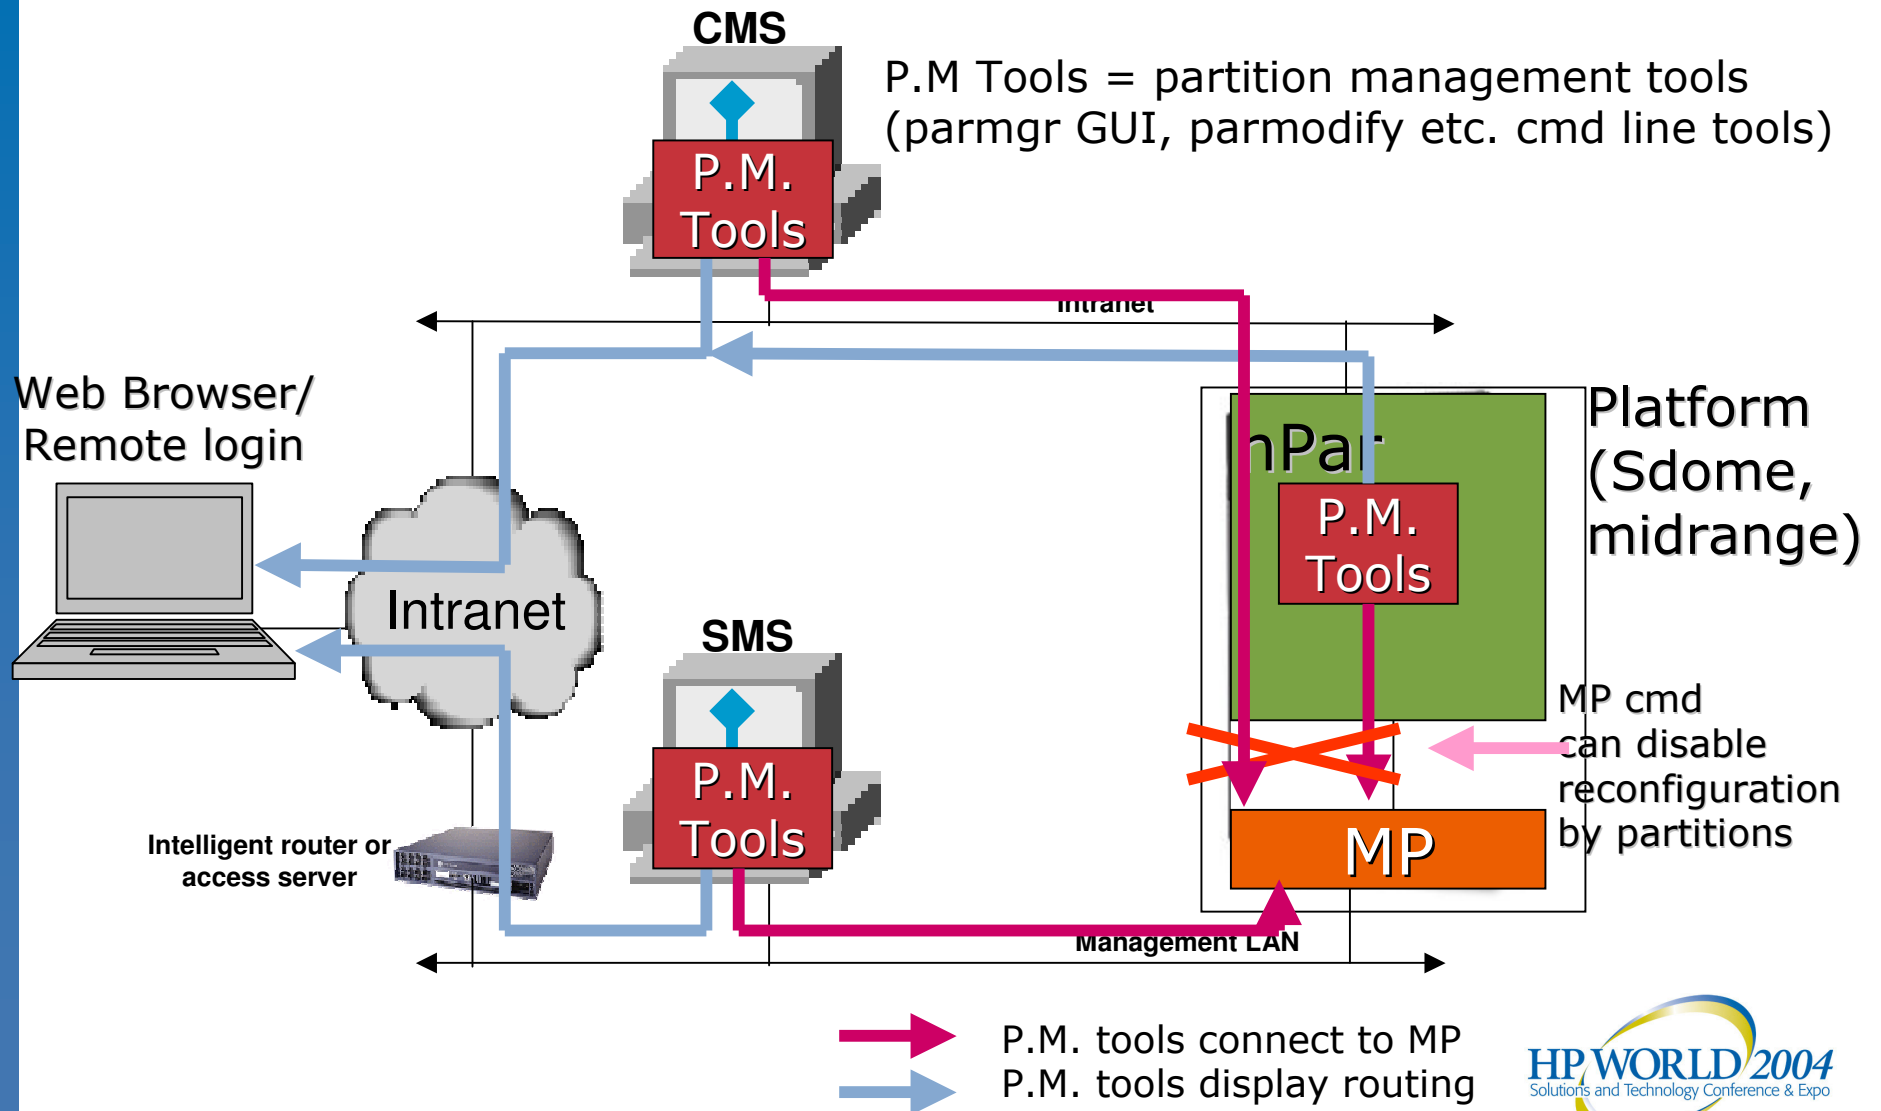 CMS
P.M Tools = partition management tools
(parmgr GUI, parmodify etc. cmd line tools)
P.M.
Tools
Intranet
Web Browser/
Remote login
nPar
P.M.
Tools
Platform
(Sdome,
midrange)
Intranet
SMS
P.M.
Tools
MP cmd
can disable
reconfiguration
by partitions
Intelligent router or
access server
MP
Management LAN
P.M. tools connect to MP
P.M. tools display routing
HP WORLD 2004
Solutions and Technology Conference & Expo